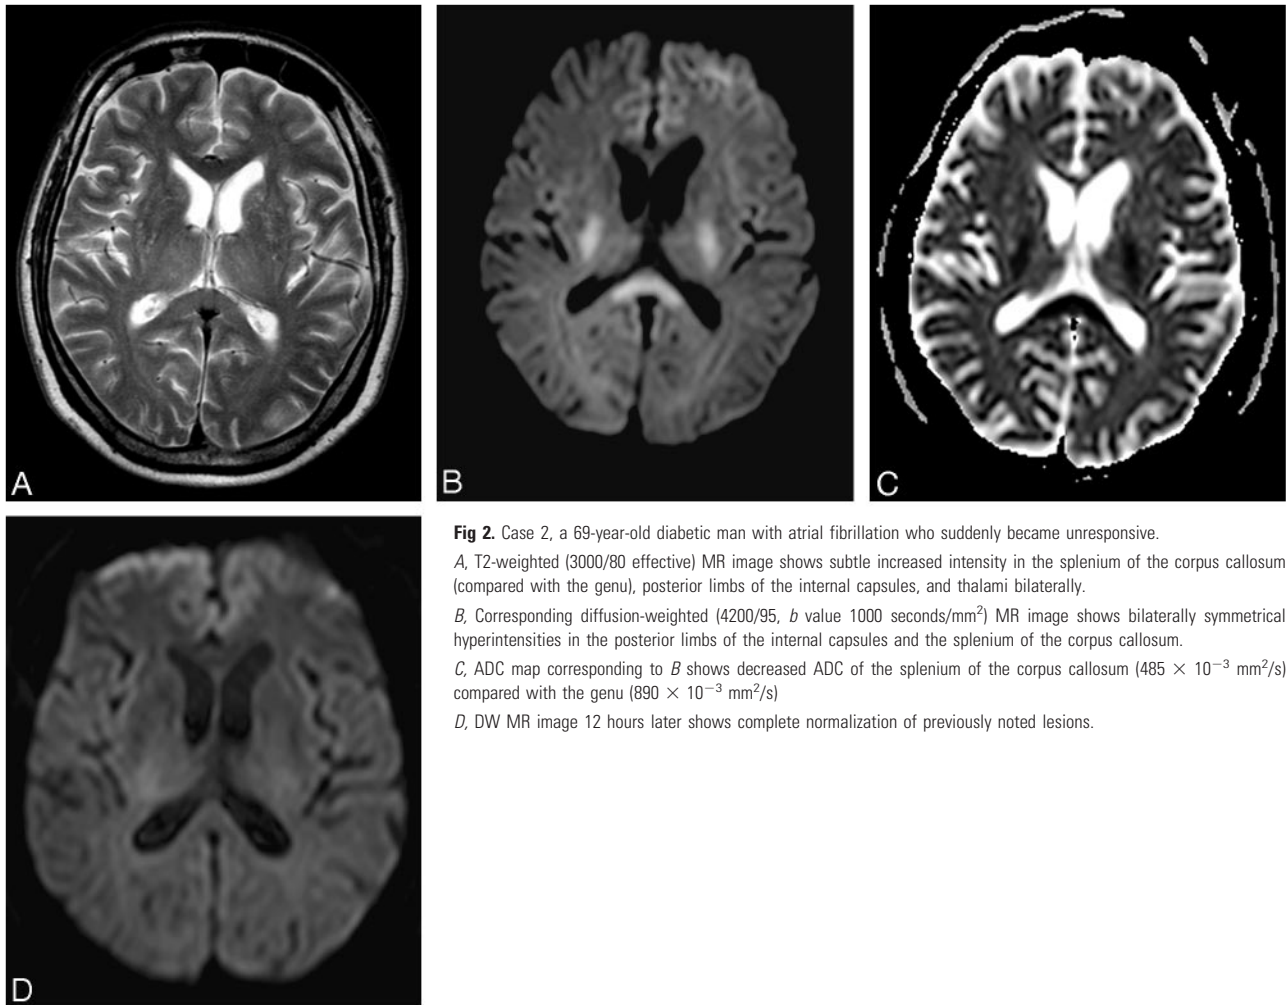 A
B
C
Fig 2. Case 2, a 69-year-old diabetic man with atrial fibrillation who suddenly became unresponsive.
A, T2-weighted (3000/80 effective) MR image shows subtle increased intensity in the splenium of the corpus callosum
(compared with the genu), posterior limbs of the internal capsules, and thalami bilaterally.
B, Corresponding diffusion-weighted (4200/95, b value 1000 seconds/mm²) MR image shows bilaterally symmetrical
hyperintensities in the posterior limbs of the internal capsules and the splenium of the corpus callosum.
C, ADC map corresponding to B shows decreased ADC of the splenium of the corpus callosum (485 × 10⁻³ mm²/s)
compared with the genu (890 × 10⁻³ mm²/s)
D, DW MR image 12 hours later shows complete normalization of previously noted lesions.
D